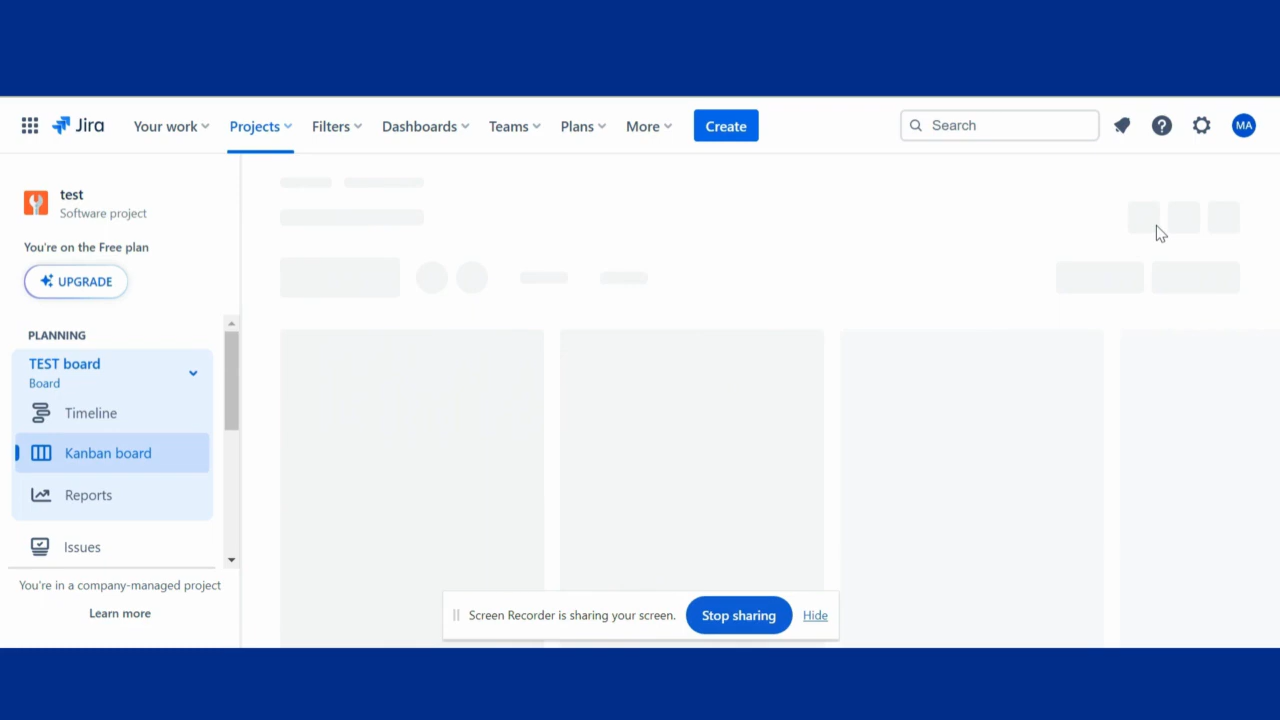 Jira Your work Projects Filters Dashboards Teams Plans More Create Search MA
test
Software project
You're on the Free plan
UPGRADE
PLANNING
TEST board
Board
Timeline
Kanban board
Reports
Issues
You're in a company-managed project
Learn more
Screen Recorder is sharing your screen. Stop sharing Hide